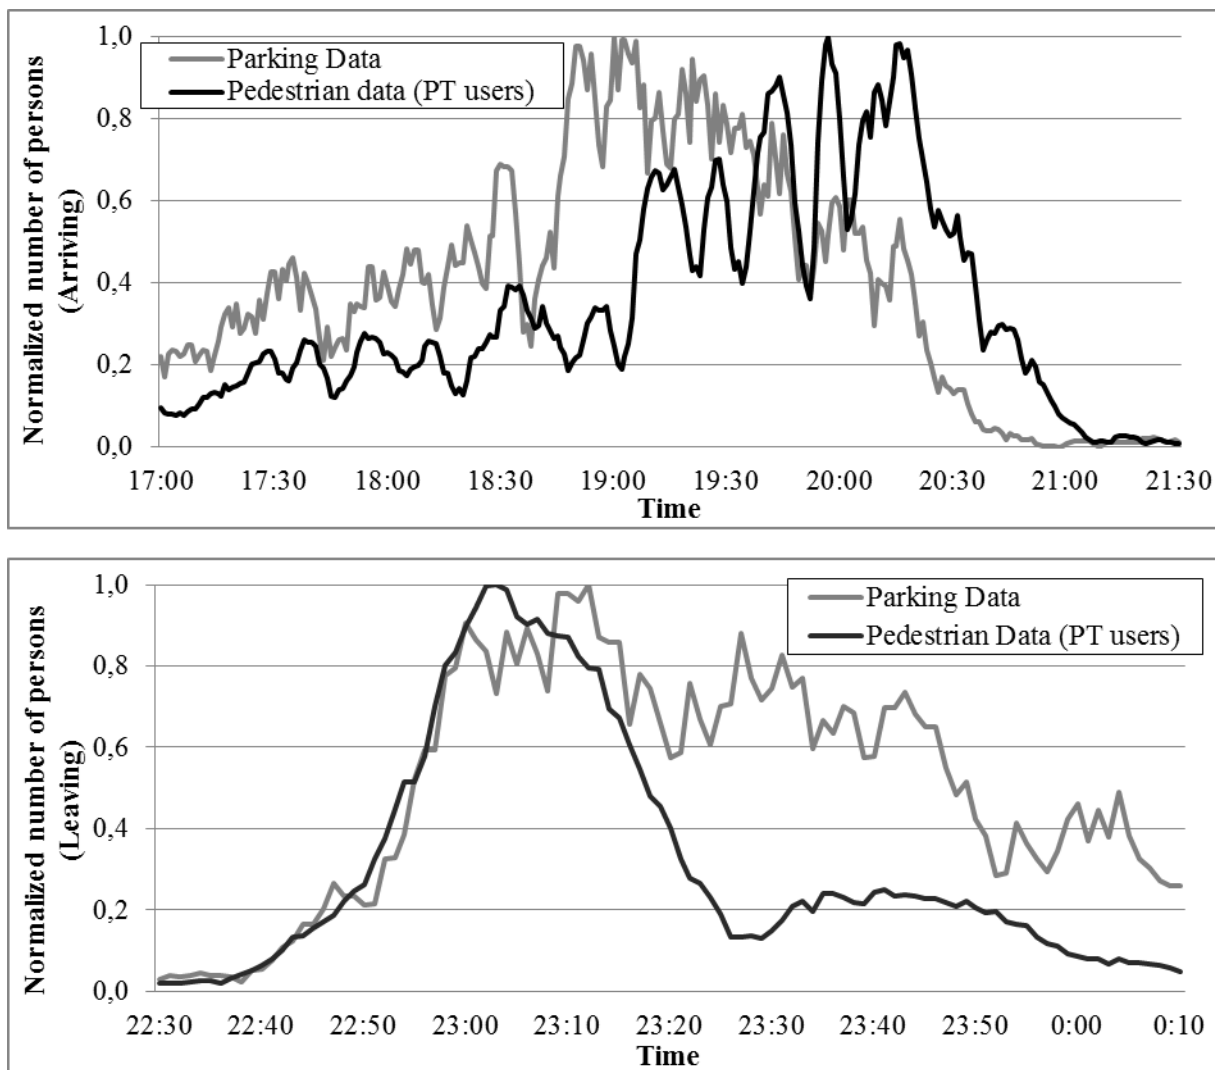 Normalized number of persons
(Arriving)
1,0
0,8
0,6
0,4
0,2
0,0
Parking Data
Pedestrian data (PT users)
17:00 17:30 18:00 18:30 19:00 19:30 20:00 20:30 21:00 21:30
Time
Normalized number of persons
(Leaving)
1,0
0,8
0,6
0,4
0,2
0,0
Parking Data
Pedestrian Data (PT users)
22:30 22:40 22:50 23:00 23:10 23:20 23:30 23:40 23:50 0:00 0:10
Time